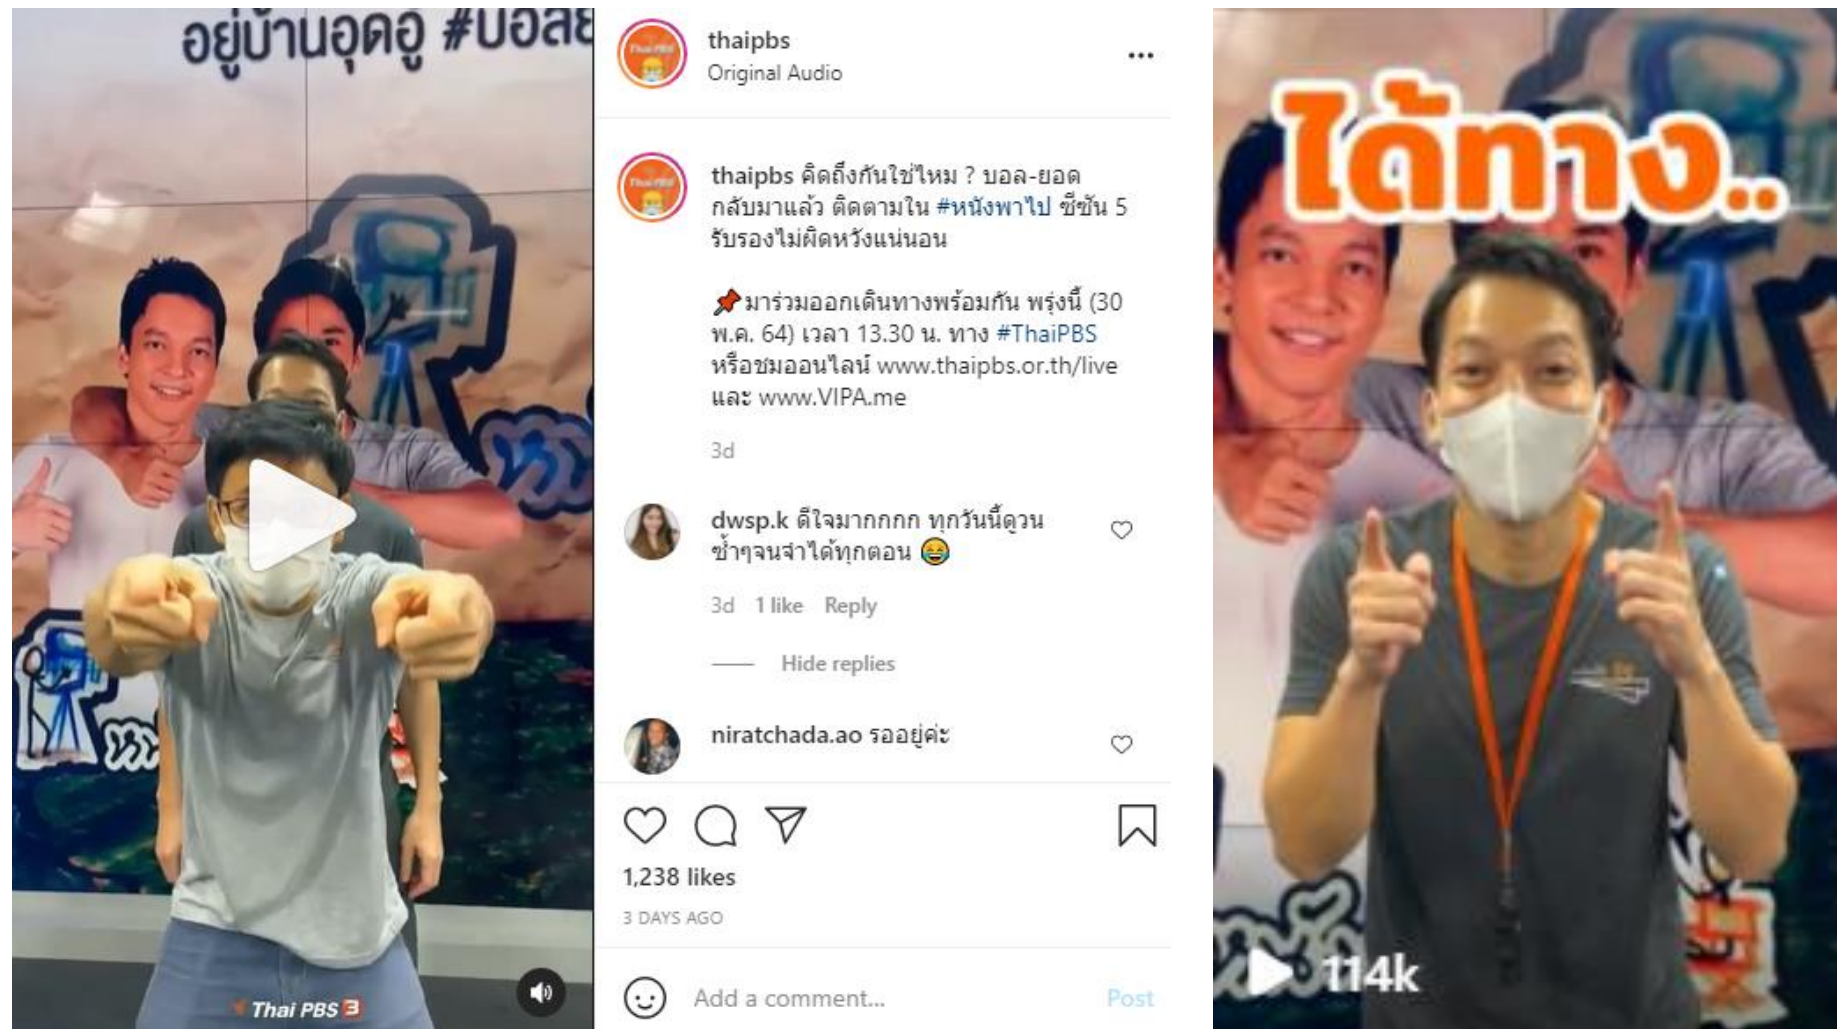 อยู่บ้านอุดอู้ #บอลย
Thai PBS 3
thaipbs
Original Audio
thaipbs คิดถึงกันใช่ไหม ? บอล-ยอด
กลับมาแล้ว ติดตามใน #หนังพาไป ซีซัน 5
รับรองไม่ผิดหวังแน่นอน
มาร่วมออกเดินทางพร้อมกัน พรุ่งนี้ (30
พ.ค. 64) เวลา 13.30 น. ทาง #ThaiPBS
หรือชมออนไลน์ www.thaipbs.or.th/live
และ www.VIPA.me
3d
dwsp.k ดีใจมากกกก ทุกวันนี้ดูวน
ซ้ำๆจนจำได้ทุกตอน 😂
3d 1 like Reply
Hide replies
niratchada.ao รออยู่ค่ะ
1,238 likes
3 DAYS AGO
Add a comment... Post
ได้ทาง..
114k